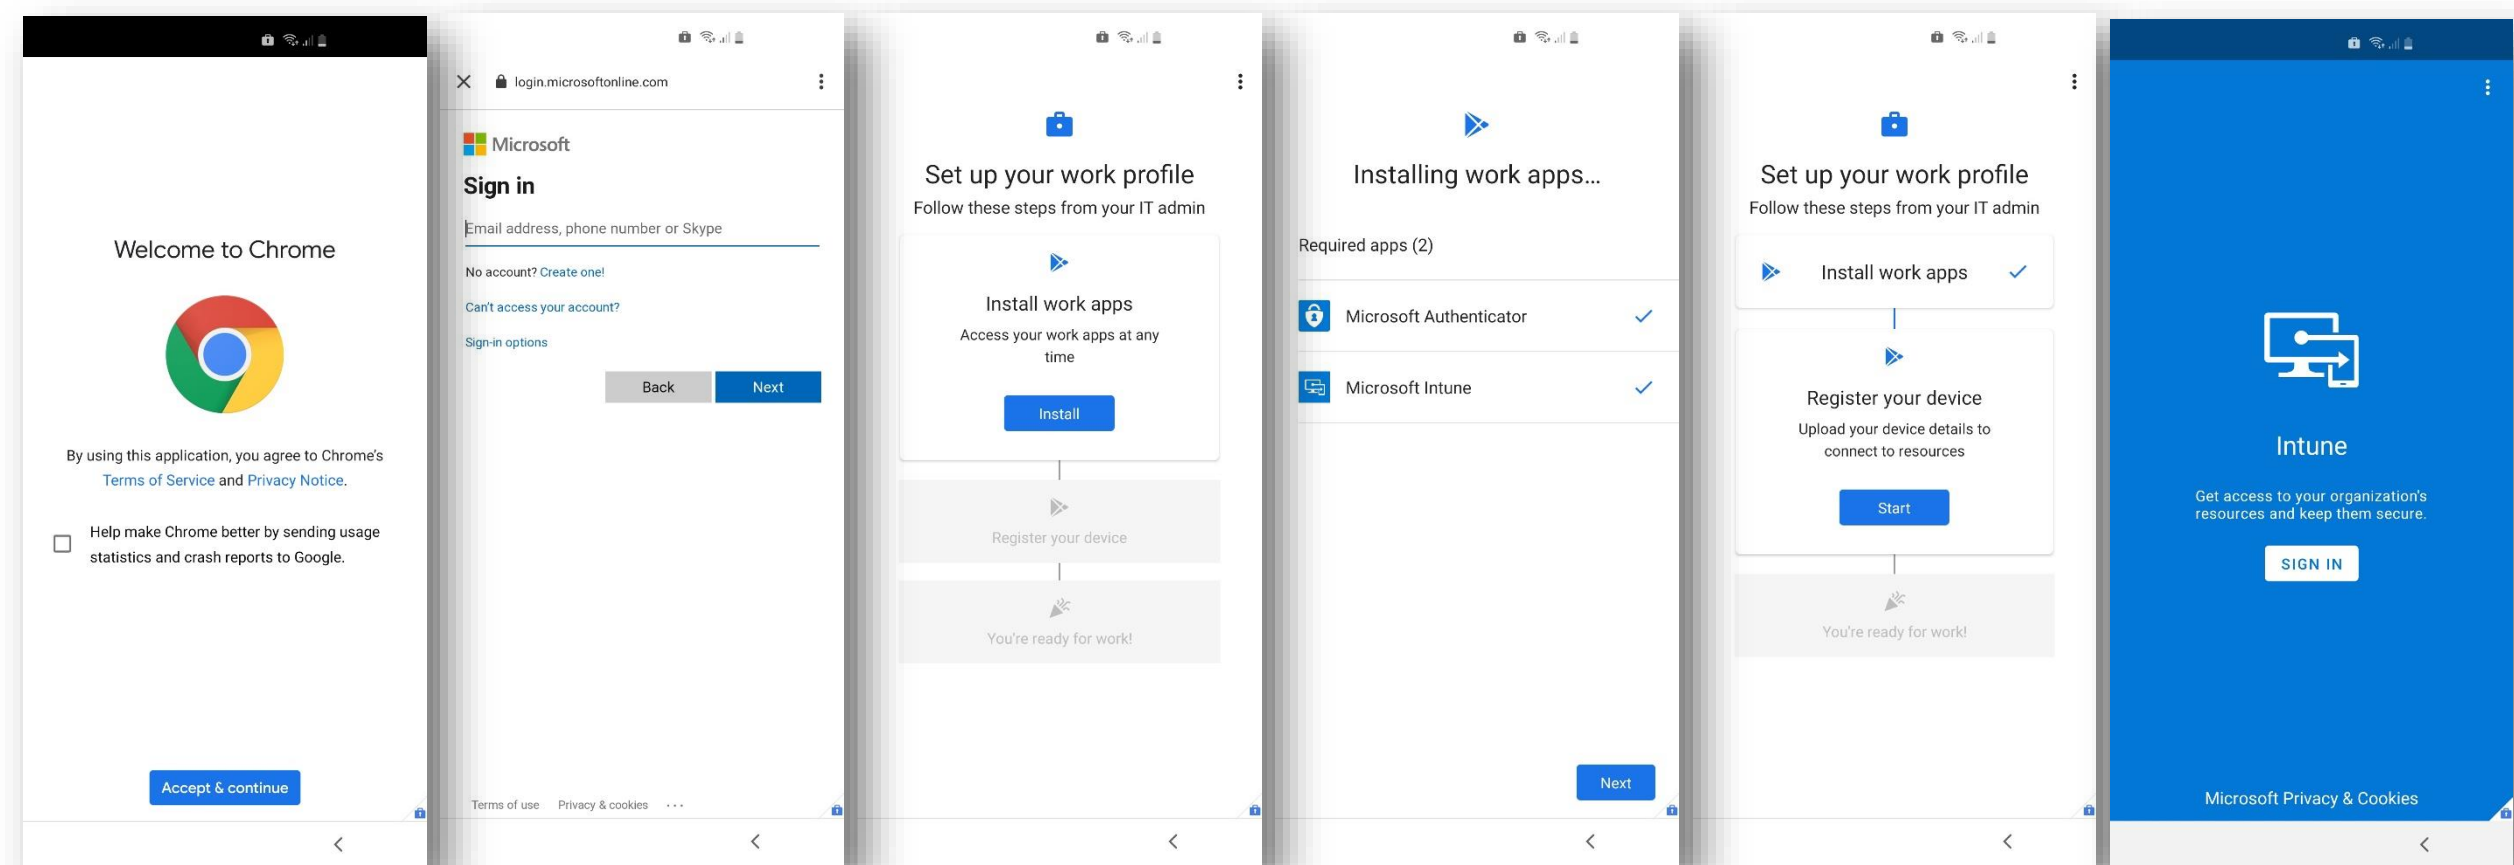 Welcome to Chrome
By using this application, you agree to Chrome's
Terms of Service and Privacy Notice.
Help make Chrome better by sending usage
statistics and crash reports to Google.
Accept & continue
login.microsoftonline.com
Microsoft
Sign in
Email address, phone number or Skype
No account? Create one!
Can't access your account?
Sign-in options
Back
Next
Terms of use
Privacy & cookies
Set up your work profile
Follow these steps from your IT admin
Install work apps
Access your work apps at any
time
Install
Register your device
You're ready for work!
Installing work apps...
Required apps (2)
Microsoft Authenticator
Microsoft Intune
Next
Set up your work profile
Follow these steps from your IT admin
Install work apps
Register your device
Upload your device details to
connect to resources
Start
You're ready for work!
Intune
Get access to your organization's
resources and keep them secure.
SIGN IN
Microsoft Privacy & Cookies